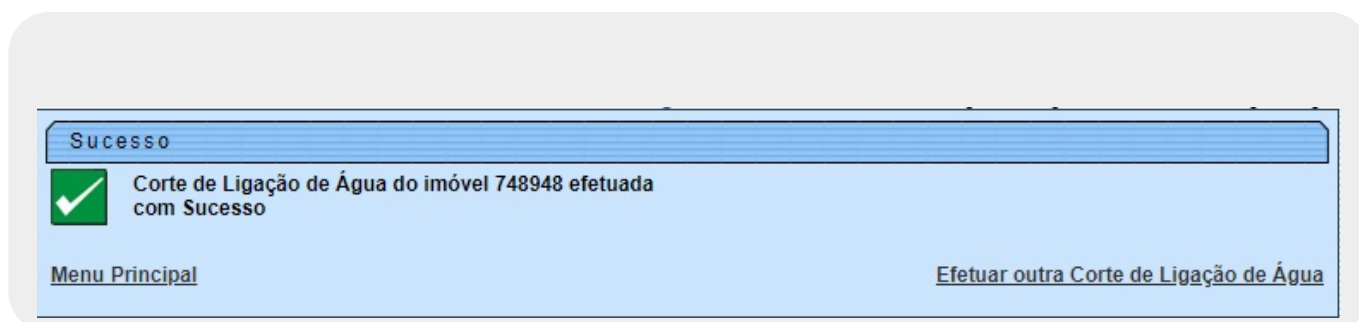 Sucesso
Corte de Ligação de Água do imóvel 748948 efetuada
com Sucesso
Menu Principal
Efetuar outra Corte de Ligação de Água